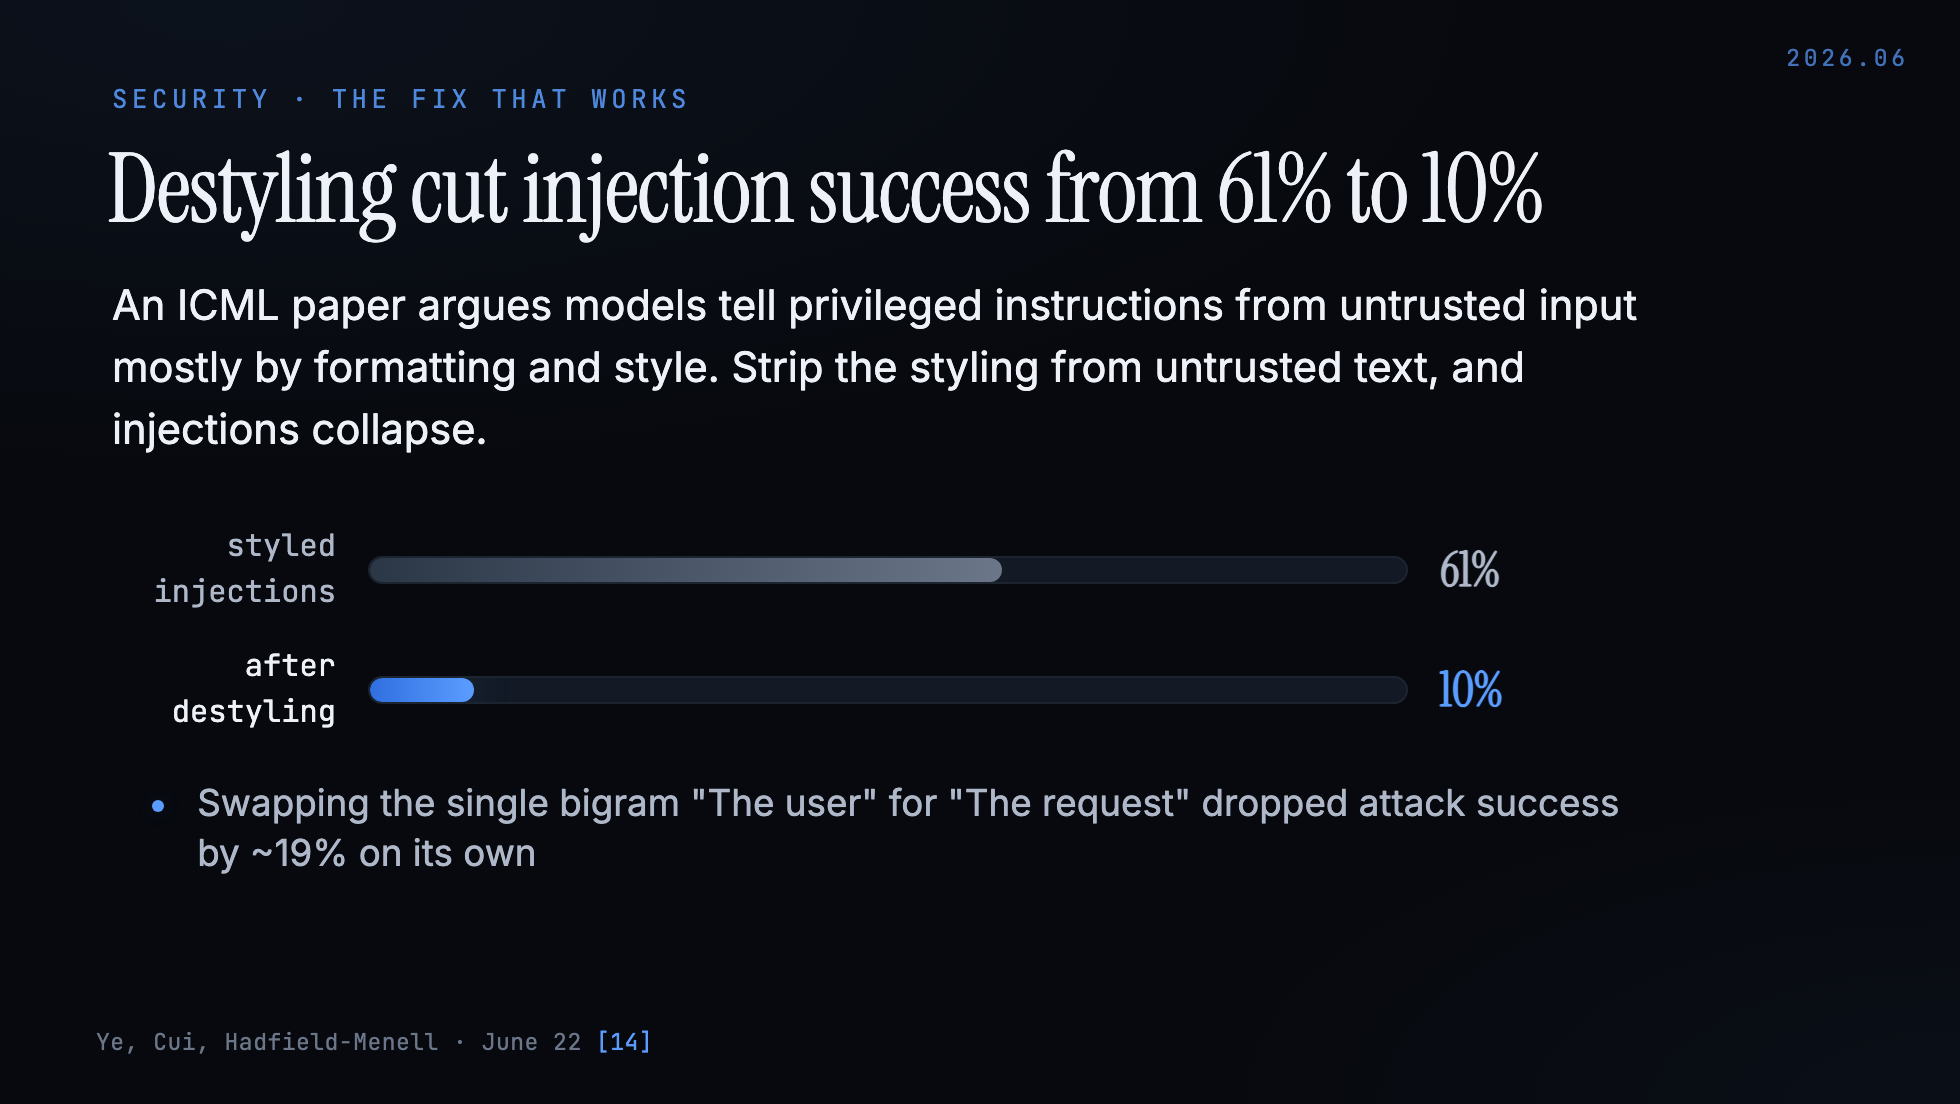 2026.06
SECURITY · THE FIX THAT WORKS
Destyling cut injection success from 61% to 10%
An ICML paper argues models tell privileged instructions from untrusted input
mostly by formatting and style. Strip the styling from untrusted text, and
injections collapse.
styled
injections
61%
after
destyling
10%
• Swapping the single bigram "The user" for "The request" dropped attack success
by ~19% on its own
Ye, Cui, Hadfield-Menell · June 22 [14]